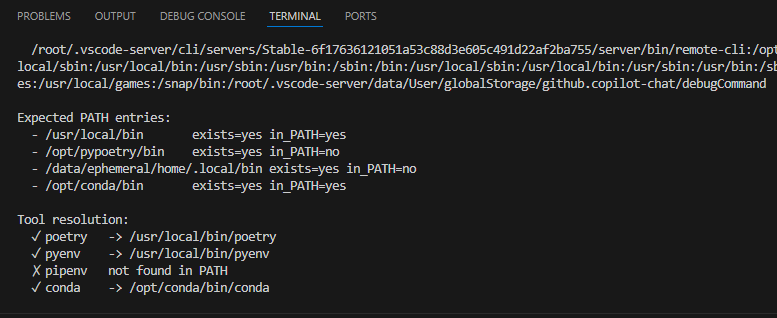 PROBLEMS OUTPUT DEBUG CONSOLE TERMINAL PORTS
/root/.vscode-server/cli/servers/Stable-6f17636121051a53c88d3e605c491d22af2ba755/server/bin/remote-cli:/opt
local/sbin:/usr/local/bin:/usr/sbin:/usr/bin:/sbin:/bin:/usr/local/sbin:/usr/local/bin:/usr/sbin:/usr/bin:/sb
es:/usr/local/games:/snap/bin:/root/.vscode-server/data/User/globalStorage/github.copilot-chat/debugCommand
Expected PATH entries:
- /usr/local/bin exists=yes in_PATH=yes
- /opt/pypoetry/bin exists=yes in_PATH=no
- /data/ephemeral/home/.local/bin exists=yes in_PATH=no
- /opt/conda/bin exists=yes in_PATH=yes
Tool resolution:
✓ poetry -> /usr/local/bin/poetry
✓ pyenv -> /usr/local/bin/pyenv
✗ pipenv not found in PATH
✓ conda -> /opt/conda/bin/conda